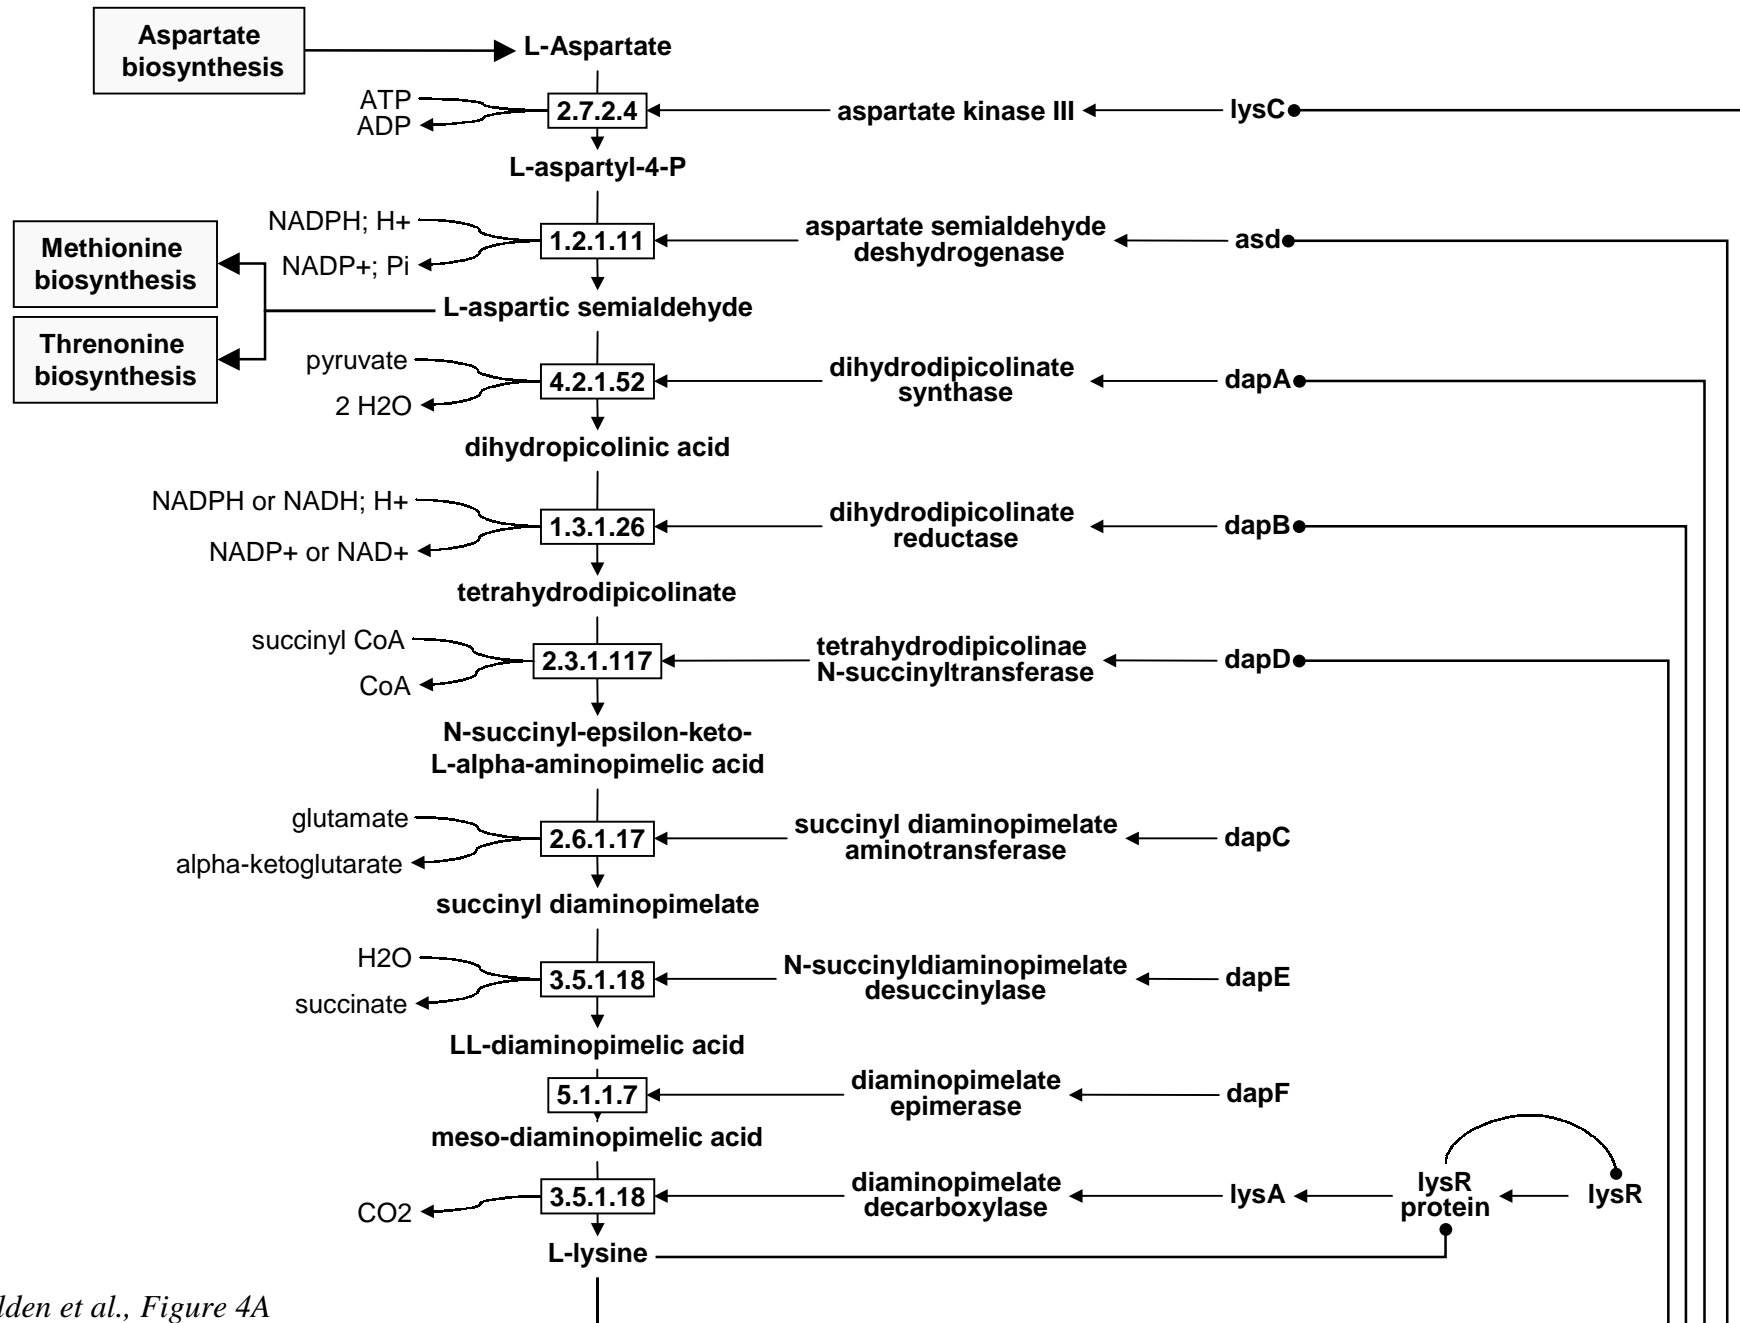 Aspartate
biosynthesis
L-Aspartate
ATP
ADP
2.7.2.4
aspartate kinase III
lysC
L-aspartyl-4-P
NADPH; H+
NADP+; Pi
1.2.1.11
aspartate semialdehyde
deshydrogenase
asd
Methionine
biosynthesis
L-aspartic semialdehyde
Threnonine
biosynthesis
pyruvate
2 H2O
4.2.1.52
dihydrodipicolinate
synthase
dapA
dihydropicolinic acid
NADPH or NADH; H+
NADP+ or NAD+
1.3.1.26
dihydrodipicolinate
reductase
dapB
tetrahydrodipicolinate
succinyl CoA
CoA
2.3.1.117
tetrahydrodipicolinae
N-succinyltransferase
dapD
N-succinyl-epsilon-keto-
L-alpha-aminopimelic acid
glutamate
alpha-ketoglutarate
2.6.1.17
succinyl diaminopimelate
aminotransferase
dapC
succinyl diaminopimelate
H2O
succinate
3.5.1.18
N-succinyldiaminopimelate
desuccinylase
dapE
LL-diaminopimelic acid
5.1.1.7
diaminopimelate
epimerase
dapF
meso-diaminopimelic acid
CO2
3.5.1.18
diaminopimelate
decarboxylase
lysA
lysR
protein
lysR
L-lysine
lden et al., Figure 4A